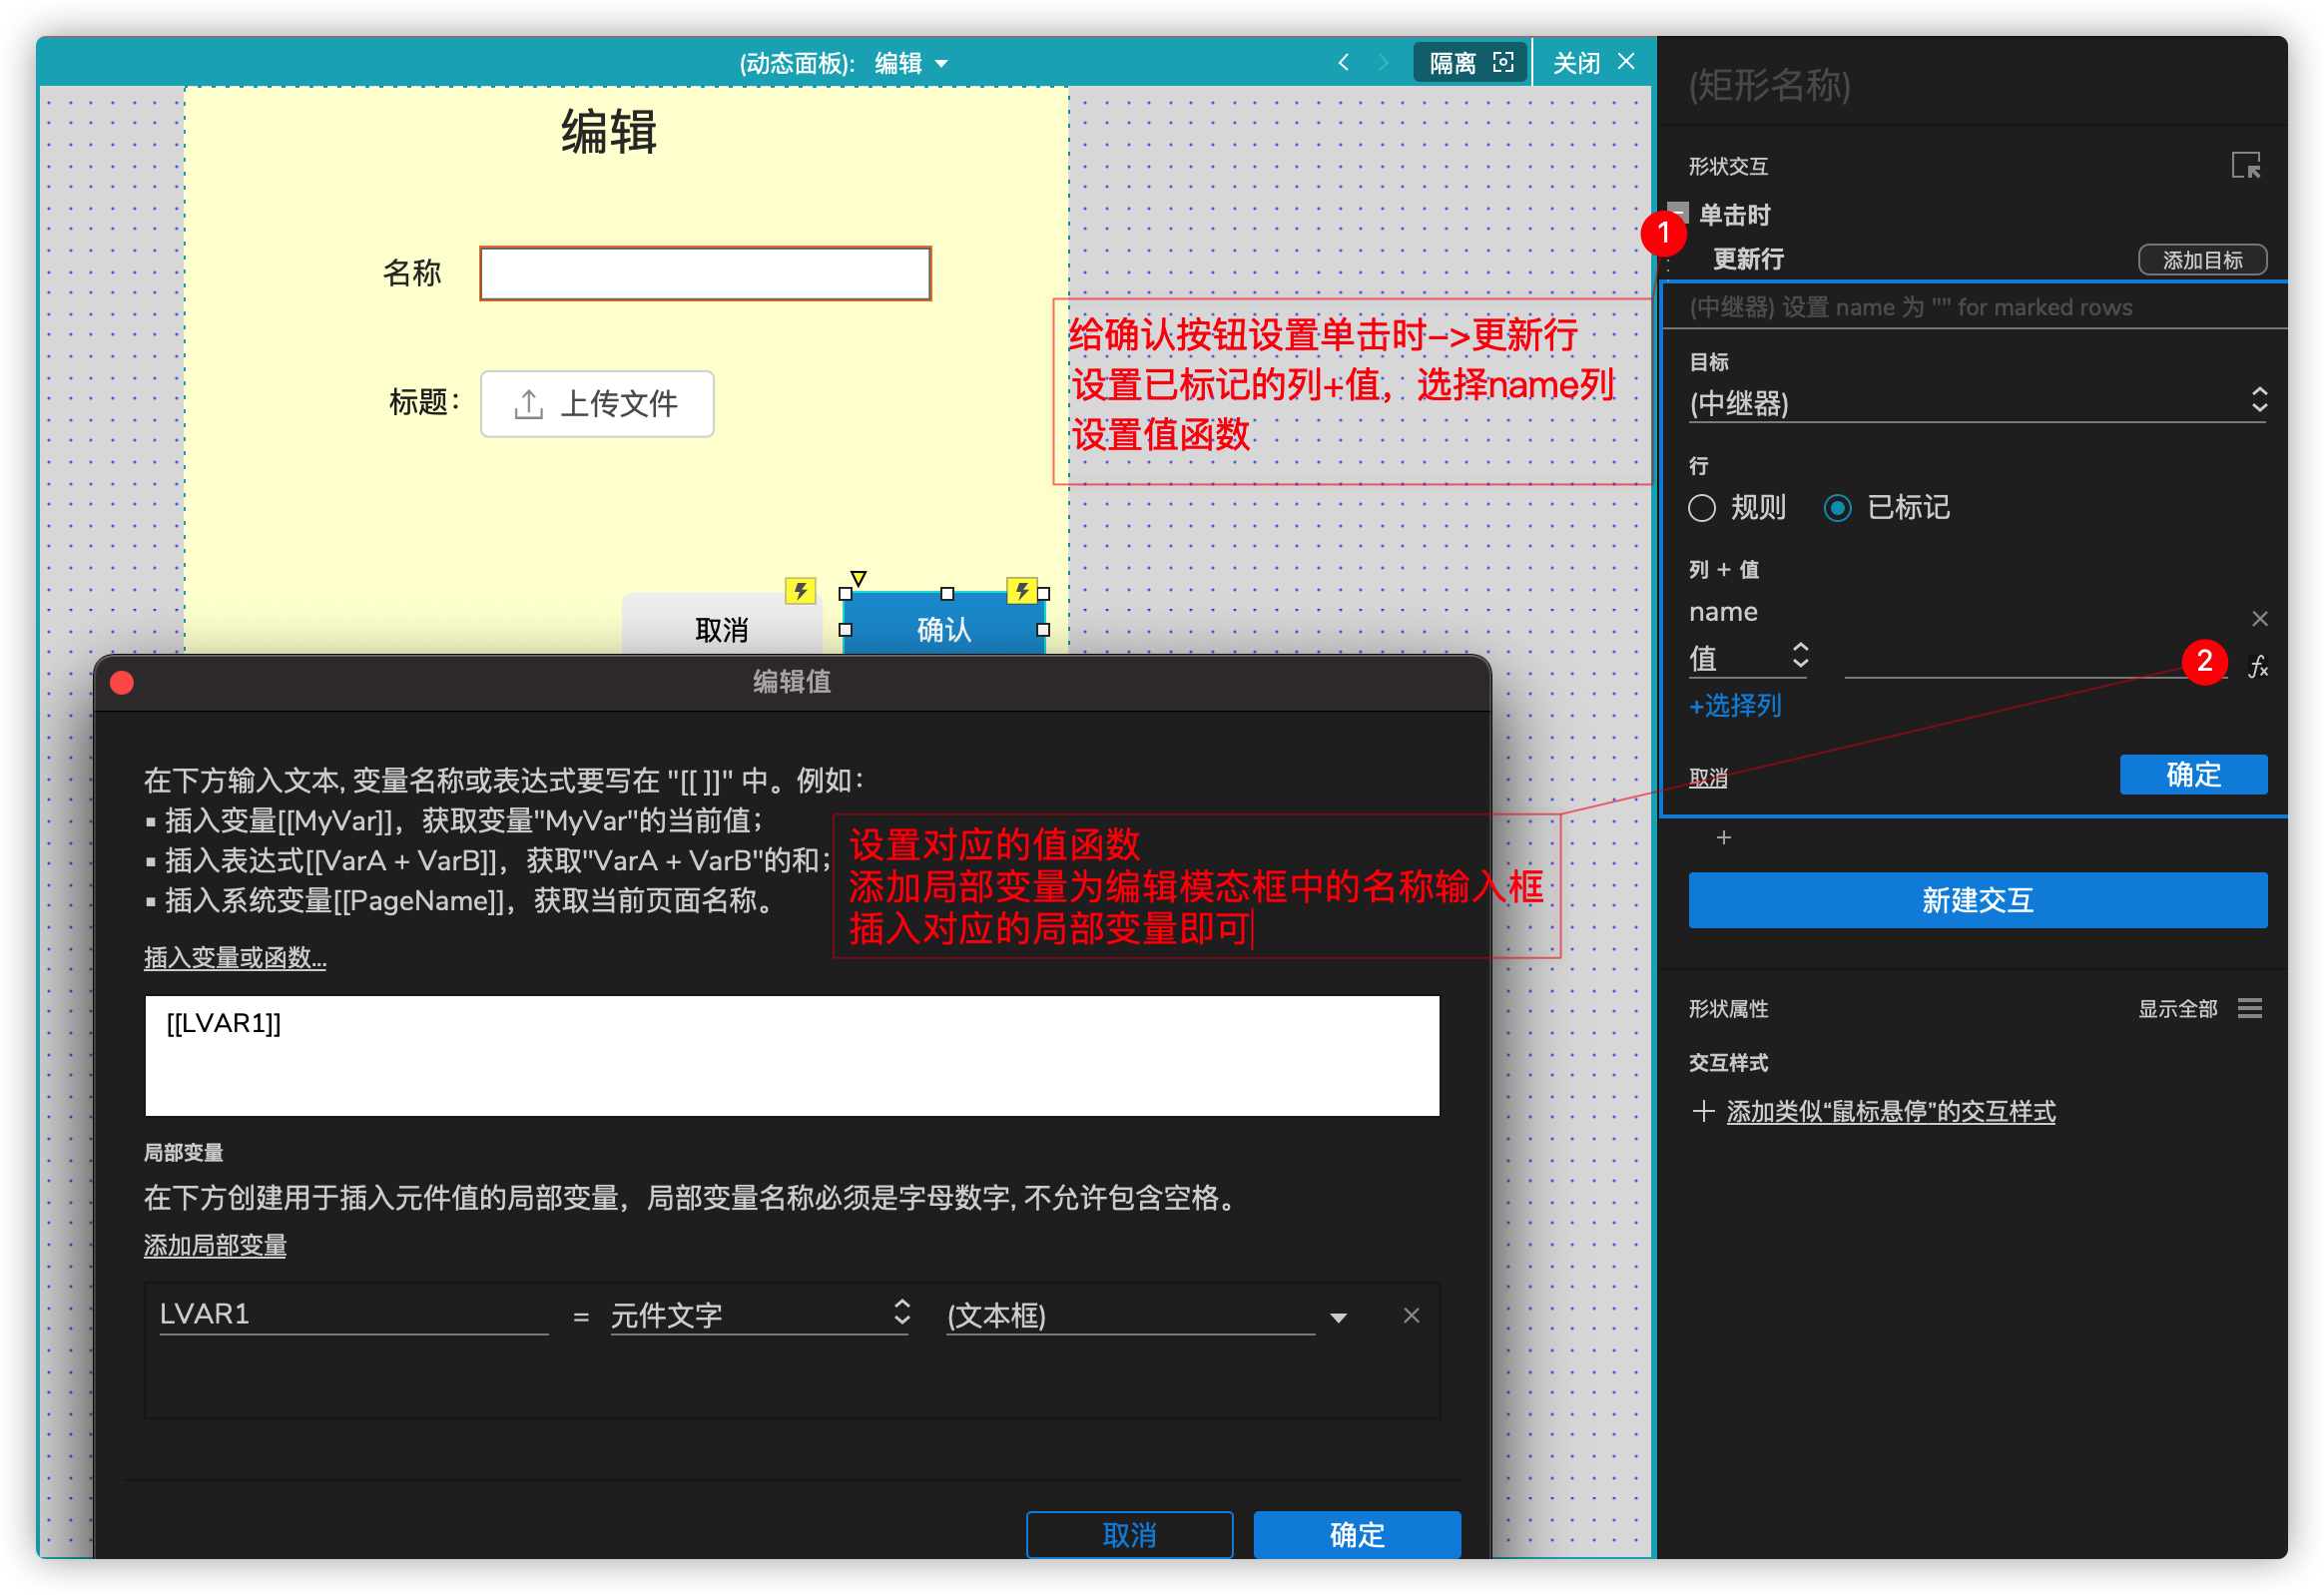 (动态面板): 编辑
隔离
关闭
编辑
名称
标题：
上传文件
取消
确认
给确认按钮设置单击时–>更新行
设置已标记的列+值，选择name列
设置值函数
(矩形名称)
形状交互
1
单击时
更新行
添加目标
(中继器) 设置 name 为 "" for marked rows
目标
(中继器)
行
规则
已标记
列 + 值
name
值
2
fx
+选择列
取消
确定
+
新建交互
形状属性
显示全部
交互样式
添加类似“鼠标悬停”的交互样式
编辑值
在下方输入文本, 变量名称或表达式要写在 "[[ ]]" 中。例如：
▪ 插入变量[[MyVar]]，获取变量"MyVar"的当前值；
▪ 插入表达式[[VarA + VarB]]，获取"VarA + VarB"的和；
▪ 插入系统变量[[PageName]]，获取当前页面名称。
设置对应的值函数
添加局部变量为编辑模态框中的名称输入框
插入对应的局部变量即可
插入变量或函数...
[[LVAR1]]
局部变量
在下方创建用于插入元件值的局部变量，局部变量名称必须是字母数字, 不允许包含空格。
添加局部变量
LVAR1 = 元件文字 (文本框)
取消
确定